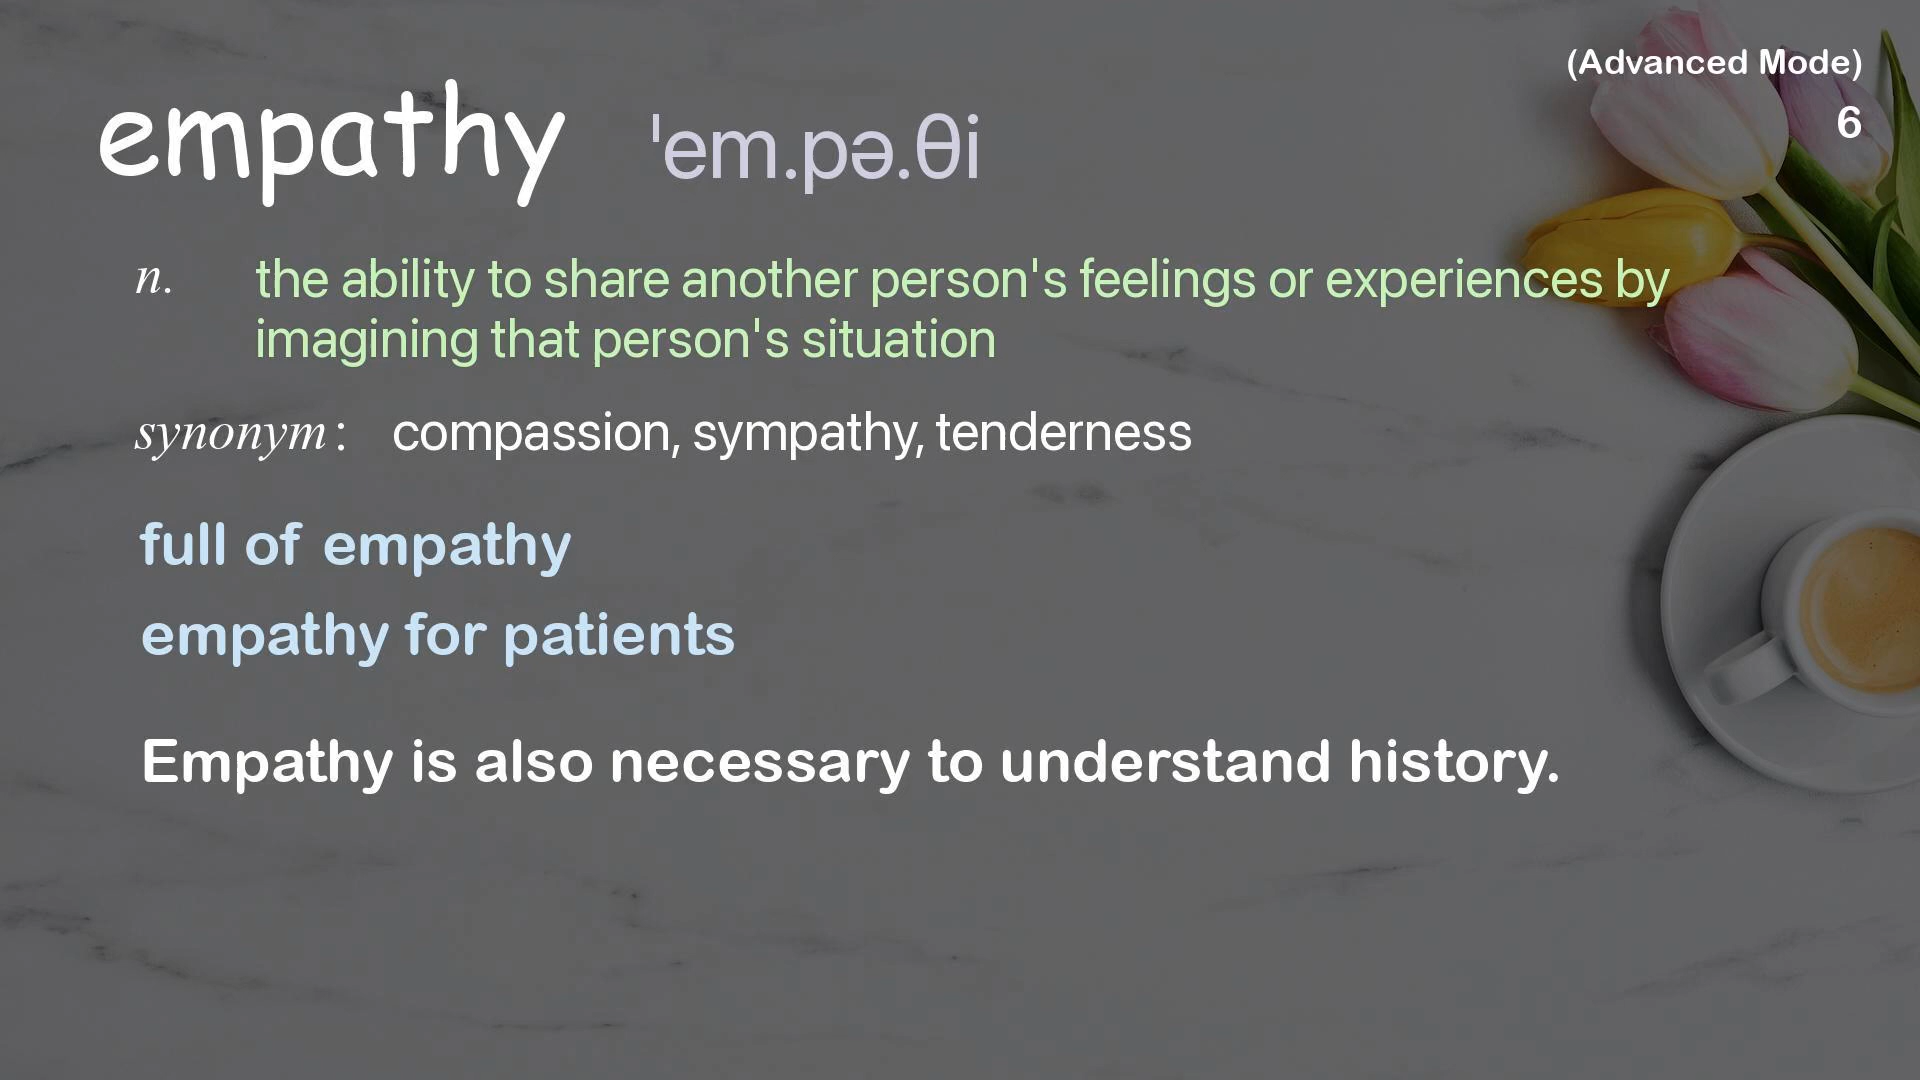 (Advanced Mode)
6
empathy ˈem.pə.θi
n. the ability to share another person's feelings or experiences by
imagining that person's situation
synonym: compassion, sympathy, tenderness
full of empathy
empathy for patients
Empathy is also necessary to understand history.